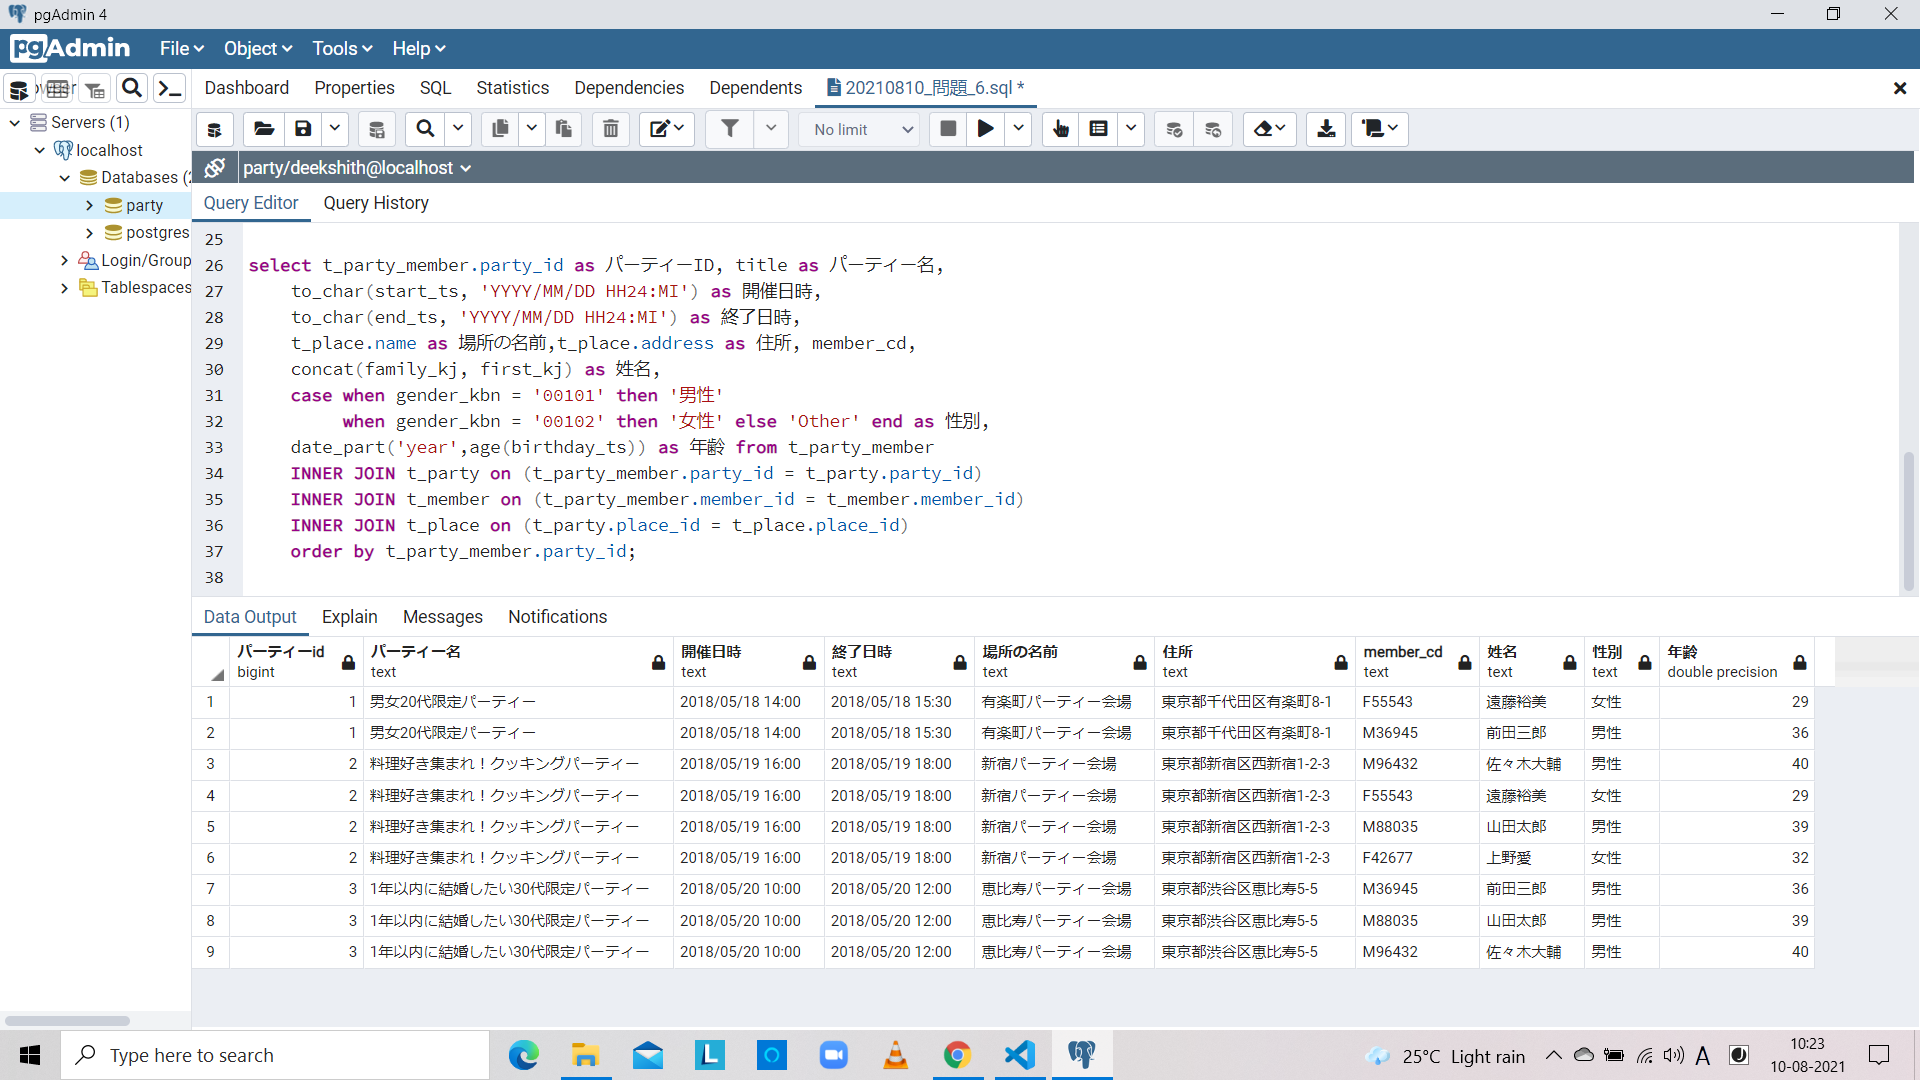 pgAdmin 4
pgAdmin File Object Tools Help
Dashboard Properties SQL Statistics Dependencies Dependents 20210810_問題_6.sql *
Servers (1)
localhost
Databases (2
party
postgres
Login/Group
Tablespaces
No limit
party/deekshith@localhost
Query Editor Query History
25
26 select t_party_member.party_id as パーティーID, title as パーティー名,
27 to_char(start_ts, 'YYYY/MM/DD HH24:MI') as 開催日時,
28 to_char(end_ts, 'YYYY/MM/DD HH24:MI') as 終了日時,
29 t_place.name as 場所の名前,t_place.address as 住所, member_cd,
30 concat(family_kj, first_kj) as 姓名,
31 case when gender_kbn = '00101' then '男性'
32 when gender_kbn = '00102' then '女性' else 'Other' end as 性別,
33 date_part('year',age(birthday_ts)) as 年齢 from t_party_member
34 INNER JOIN t_party on (t_party_member.party_id = t_party.party_id)
35 INNER JOIN t_member on (t_party_member.member_id = t_member.member_id)
36 INNER JOIN t_place on (t_party.place_id = t_place.place_id)
37 order by t_party_member.party_id;
38
Data Output Explain Messages Notifications
パーティーid パーティー名 開催日時 終了日時 場所の名前 住所 member_cd 姓名 性別 年齢
bigint text text text text text text text text double precision
1 1 男女20代限定パーティー 2018/05/18 14:00 2018/05/18 15:30 有楽町パーティー会場 東京都千代田区有楽町8-1 F55543 遠藤裕美 女性 29
2 1 男女20代限定パーティー 2018/05/18 14:00 2018/05/18 15:30 有楽町パーティー会場 東京都千代田区有楽町8-1 M36945 前田三郎 男性 36
3 2 料理好き集まれ！クッキングパーティー 2018/05/19 16:00 2018/05/19 18:00 新宿パーティー会場 東京都新宿区西新宿1-2-3 M96432 佐々木大輔 男性 40
4 2 料理好き集まれ！クッキングパーティー 2018/05/19 16:00 2018/05/19 18:00 新宿パーティー会場 東京都新宿区西新宿1-2-3 F55543 遠藤裕美 女性 29
5 2 料理好き集まれ！クッキングパーティー 2018/05/19 16:00 2018/05/19 18:00 新宿パーティー会場 東京都新宿区西新宿1-2-3 M88035 山田太郎 男性 39
6 2 料理好き集まれ！クッキングパーティー 2018/05/19 16:00 2018/05/19 18:00 新宿パーティー会場 東京都新宿区西新宿1-2-3 F42677 上野愛 女性 32
7 3 1年以内に結婚したい30代限定パーティー 2018/05/20 10:00 2018/05/20 12:00 恵比寿パーティー会場 東京都渋谷区恵比寿5-5 M36945 前田三郎 男性 36
8 3 1年以内に結婚したい30代限定パーティー 2018/05/20 10:00 2018/05/20 12:00 恵比寿パーティー会場 東京都渋谷区恵比寿5-5 M88035 山田太郎 男性 39
9 3 1年以内に結婚したい30代限定パーティー 2018/05/20 10:00 2018/05/20 12:00 恵比寿パーティー会場 東京都渋谷区恵比寿5-5 M96432 佐々木大輔 男性 40
Type here to search
25°C Light rain A 10:23
10-08-2021